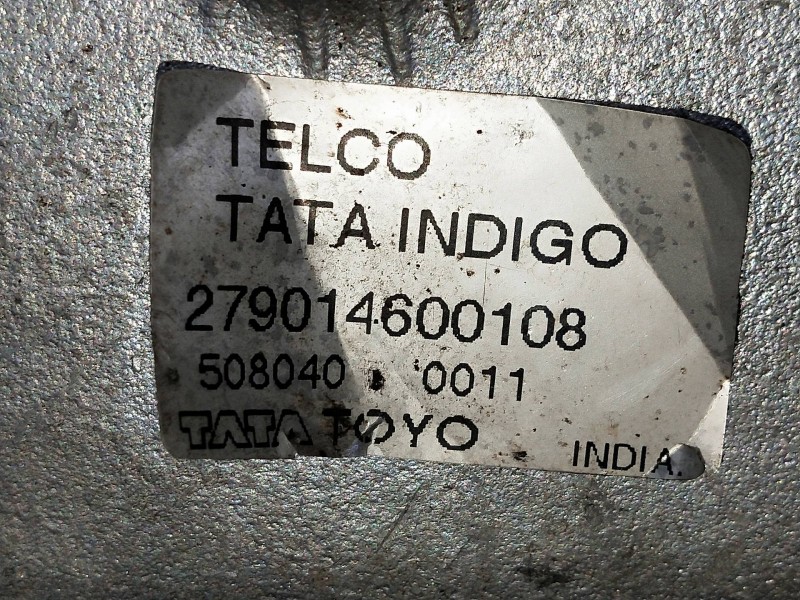 TELCO
TATA INDIGO
279014600108
508040 0011
TATA TOYO INDIA.